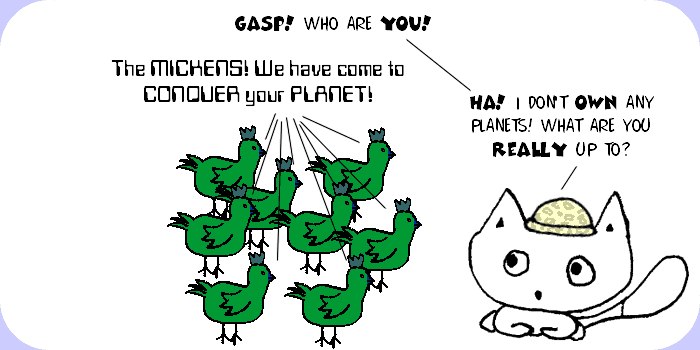 GASP! WHO ARE YOU!
The MICKENS! We have come to
CONQUER your PLANET!
HA! I DON'T OWN ANY
PLANETS! WHAT ARE YOU
REALLY UP TO?